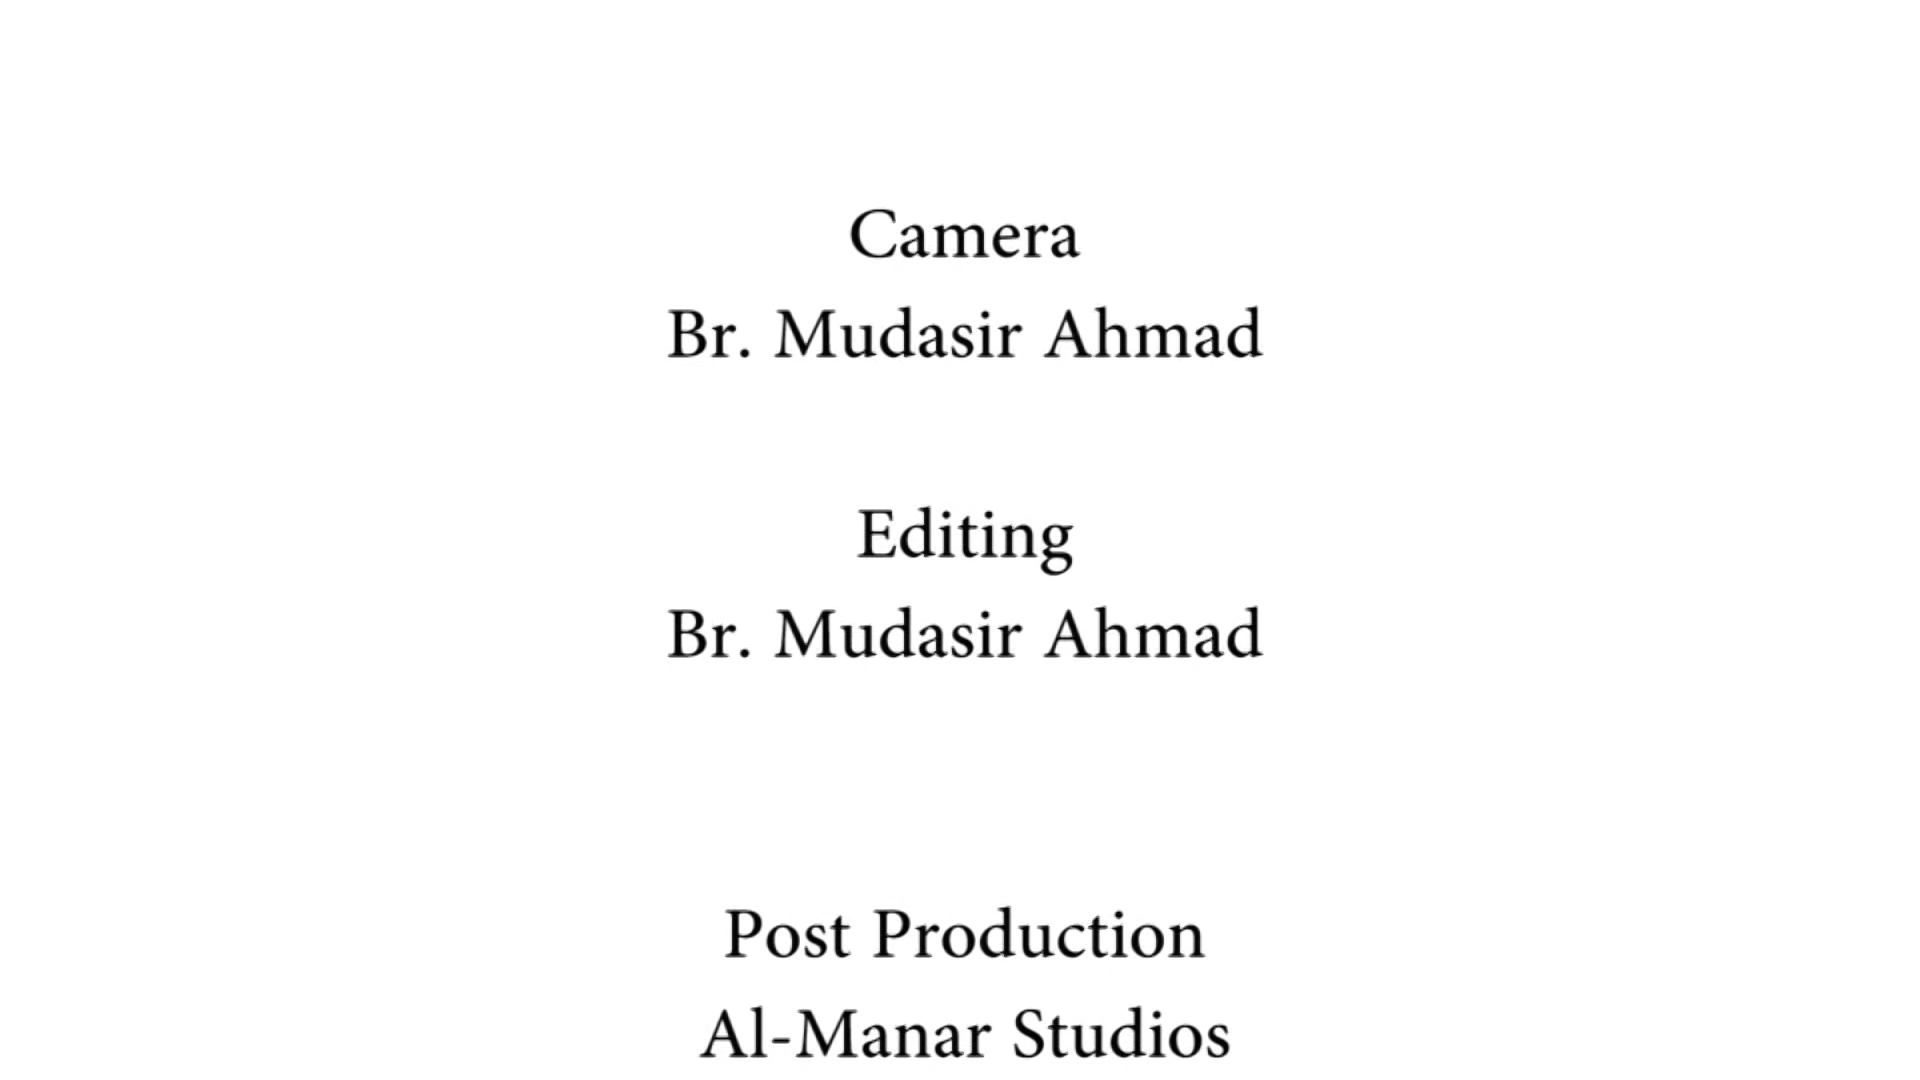 Camera
Br. Mudasir Ahmad
Editing
Br. Mudasir Ahmad
Post Production
Al-Manar Studios